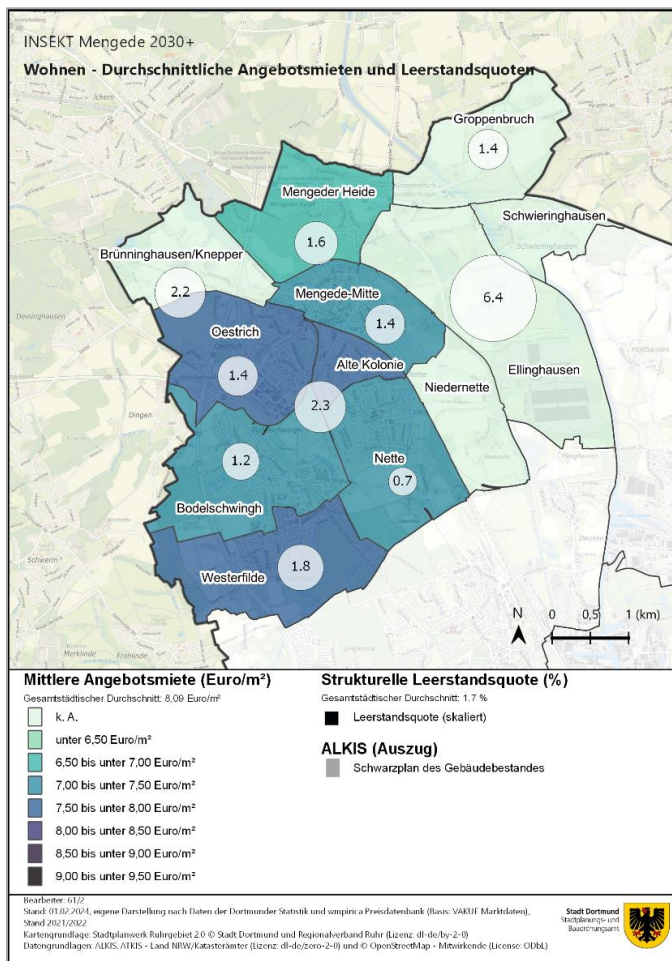 INSEKT Mengede 2030+
Wohnen - Durchschnittliche Angebotsmieten und Leerstandsquoten
Groppenbruch
1.4
Mengeder Heide
Schwieringhausen
1.6
Brünninghausen/Knepper
2.2
Mengede-Mitte
6.4
Oestrich
1.4
Alte Kolonie
Ellinghausen
1.4
Niedernette
2.3
1.2
Nette
0.7
Bodelschwingh
Westerfilde
1.8
N
0 0,5 1 (km)
Ickern
Dingen
Schwerin
Merklinde
Frohlinde
Deusen
Mittlere Angebotsmiete (Euro/m²)
Gesamtstädtischer Durchschnitt: 8,09 Euro/m²
k. A.
unter 6,50 Euro/m²
6,50 bis unter 7,00 Euro/m²
7,00 bis unter 7,50 Euro/m²
7,50 bis unter 8,00 Euro/m²
8,00 bis unter 8,50 Euro/m²
8,50 bis unter 9,00 Euro/m²
9,00 bis unter 9,50 Euro/m²
Strukturelle Leerstandsquote (%)
Gesamtstädtischer Durchschnitt: 1,7 %
Leerstandsquote (skaliert)
ALKIS (Auszug)
Schwarzplan des Gebäudebestandes
Bearbeiter: 61/2
Stand: 01.02.2024, eigene Darstellung nach Daten der Dortmunder Statistik und wmpirica Preisdatenbank (Basis: VAKUF Marktdaten),
Stand 2021/2022
Kartengrundlage: Stadtplanwerk Ruhrgebiet 2.0 © Stadt Dortmund und Regionalverband Ruhr (Lizenz: dl-de/by-2-0)
Datengrundlagen: ALKIS, ATKIS - Land NRW/Katasterämter (Lizenz: dl-de/zero-2-0) und © OpenStreetMap - Mitwirkende (License: ODbL)
Stadt Dortmund
Stadtplanungs- und
Bauordnungsamt